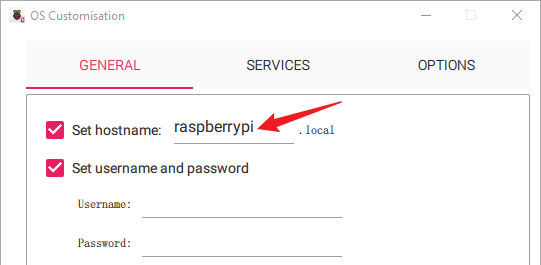 OS Customisation
GENERAL SERVICES OPTIONS
Set hostname: raspberrypi .local
Set username and password
Username:
Password: